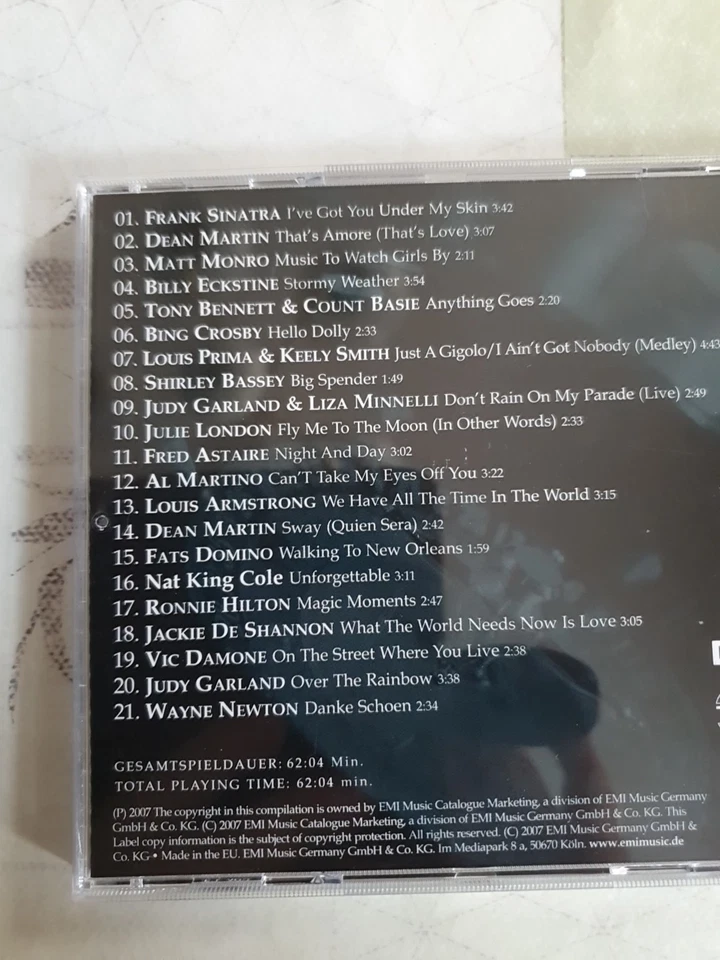 01. FRANK SINATRA I've Got You Under My Skin 3:42
02. DEAN MARTIN That's Amore (That's Love) 3:07
03. MATT MONRO Music To Watch Girls By 2:11
04. BILLY ECKSTINE Stormy Weather 3:54
05. TONY BENNETT & COUNT BASIE Anything Goes 2:20
06. BING CROSBY Hello Dolly 2:33
07. LOUIS PRIMA & KEELY SMITH Just A Gigolo/I Ain't Got Nobody (Medley) 4:43
08. SHIRLEY BASSEY Big Spender 1:49
09. JUDY GARLAND & LIZA MINNELLI Don't Rain On My Parade (Live) 2:49
10. JULIE LONDON Fly Me To The Moon (In Other Words) 2:33
11. FRED ASTAIRE Night And Day 3:02
12. AL MARTINO Can'T Take My Eyes Off You 3:22
13. LOUIS ARMSTRONG We Have All The Time In The World 3:15
14. DEAN MARTIN Sway (Quien Sera) 2:42
15. FATS DOMINO Walking To New Orleans 1:59
16. Nat King Cole Unforgettable 3:11
17. RONNIE HILTON Magic Moments 2:47
18. JACKIE DE SHANNON What The World Needs Now Is Love 3:05
19. VIC DAMONE On The Street Where You Live 2:38
20. JUDY GARLAND Over The Rainbow 3:38
21. WAYNE NEWTON Danke Schoen 2:34
GESAMTSPIELDAUER: 62:04 Min.
TOTAL PLAYING TIME: 62:04 min.
(P) 2007 The copyright in this compilation is owned by EMI Music Catalogue Marketing, a division of EMI Music Germany
GmbH & Co. KG. (C) 2007 EMI Music Catalogue Marketing, a division of EMI Music Germany GmbH & Co. KG. This
Label copy information is the subject of copyright protection. All rights reserved. (C) 2007 EMI Music Germany GmbH &
Co. KG • Made in the EU. EMI Music Germany GmbH & Co. KG. Im Mediapark 8 a, 50670 Köln. www.emimusic.de